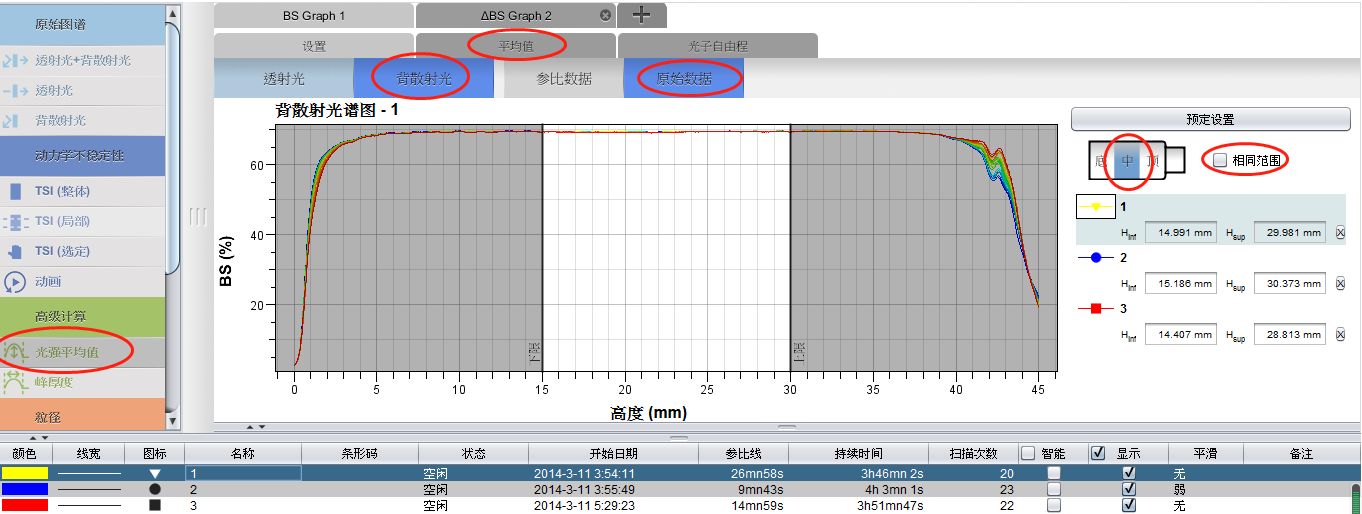 原始图谱
透射光+背散射光
透射光
背散射光
动力学不稳定性
TSI (整体)
TSI (局部)
TSI (选定)
动画
高级计算
光强平均值
峰厚度
粒径
BS Graph 1
ΔBS Graph 2
设置 平均值 光子自由程
透射光 背散射光 参比数据 原始数据
背散射光谱图 - 1
BS (%)
60
40
20
下限 上限
0 5 10 15 20 25 30 35 40 45
高度 (mm)
预定设置
底 中 顶 相同范围
1
Hinf 14.991 mm Hsup 29.981 mm
2
Hinf 15.186 mm Hsup 30.373 mm
3
Hinf 14.407 mm Hsup 28.813 mm
颜色 线宽 图标 名称 条形码 状态 开始日期 参比线 持续时间 扫描次数 智能 显示 平滑 备注
1 空闲 2014-3-11 3:54:11 26mn58s 3h46mn 2s 20 无
2 空闲 2014-3-11 3:55:49 9mn43s 4h 3mn 1s 23 弱
3 空闲 2014-3-11 5:29:23 14mn59s 3h51mn47s 22 无